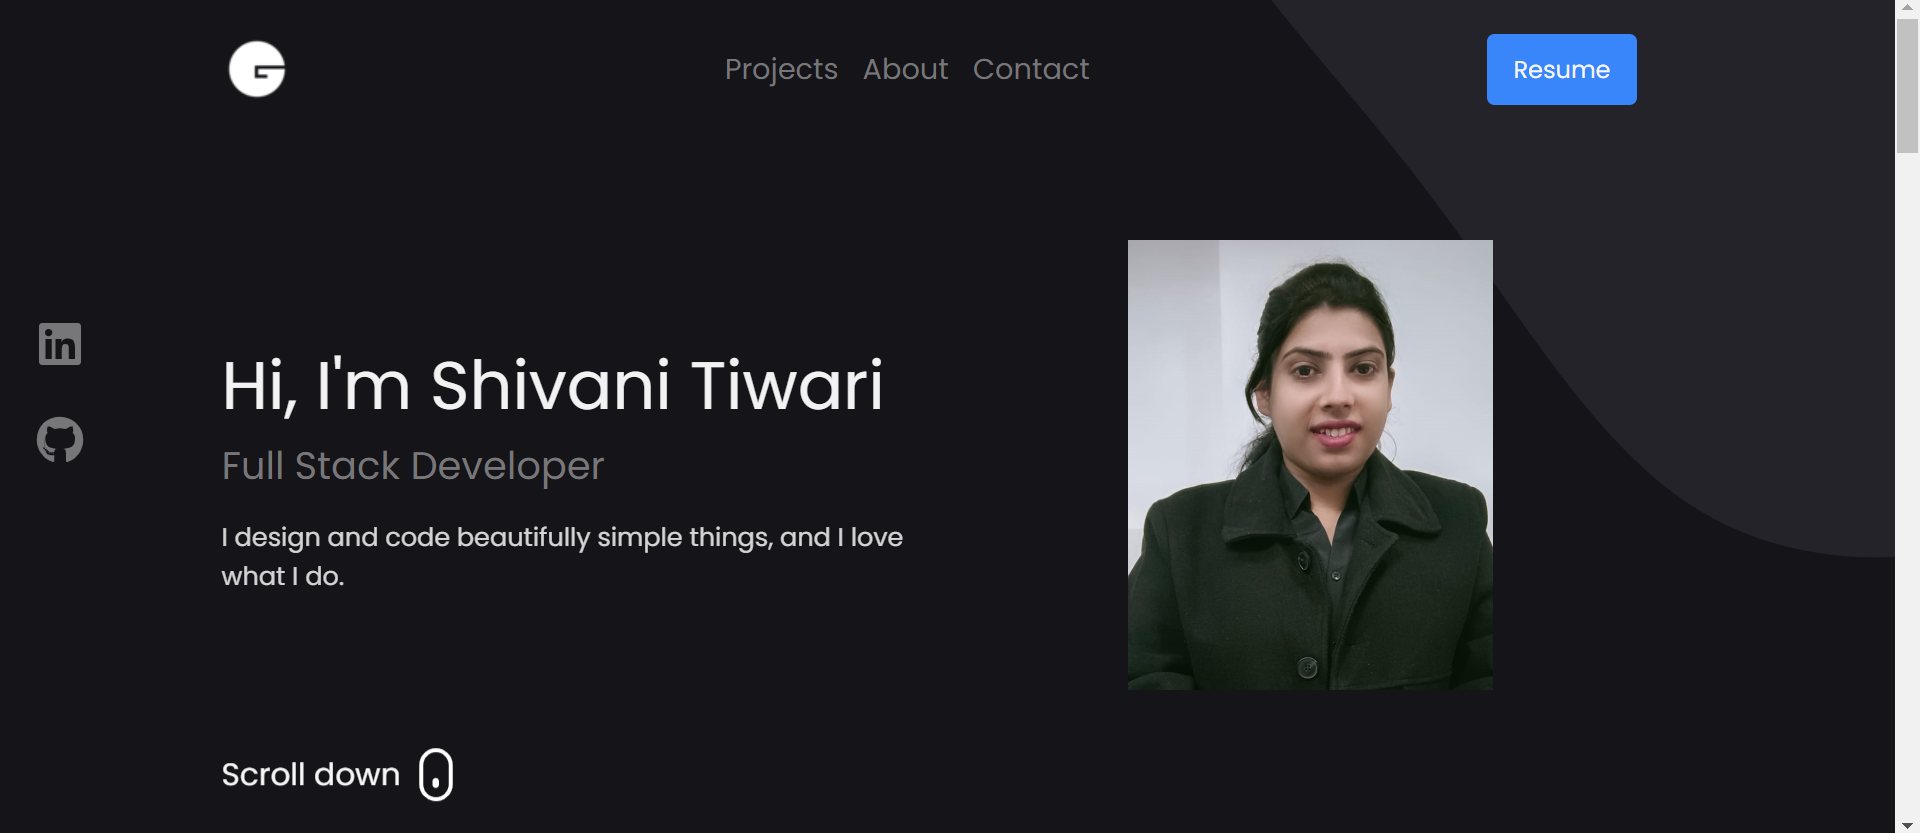 Projects About Contact
Resume
Hi, I'm Shivani Tiwari
Full Stack Developer
I design and code beautifully simple things, and I love
what I do.
Scroll down
in
G